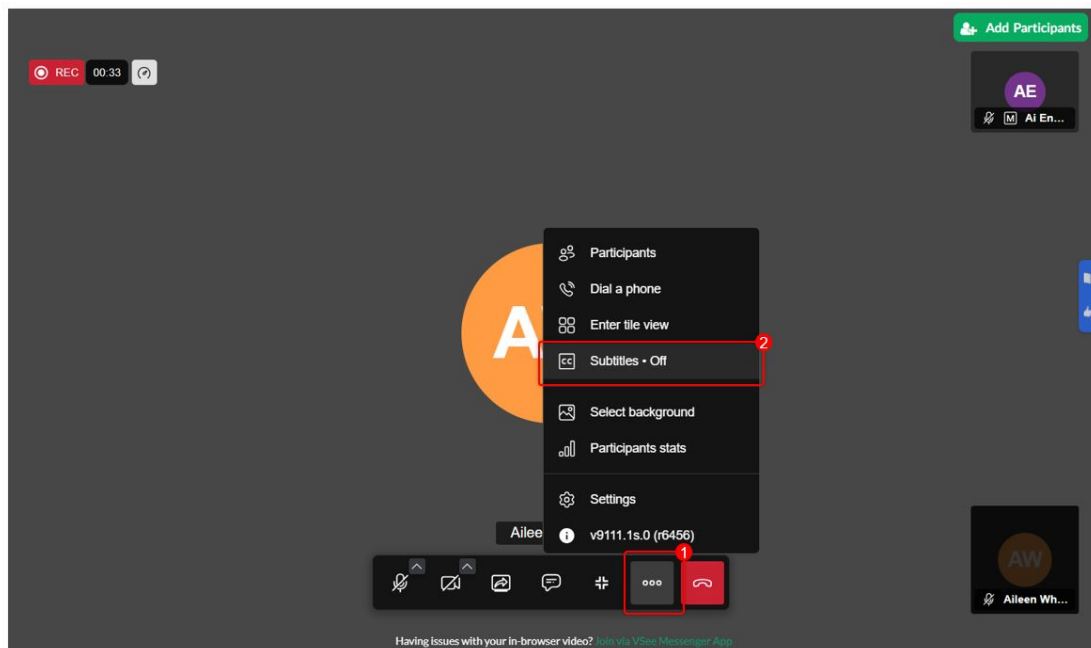 Add Participants
REC 00:33
AE
M Ai En...
Participants
Dial a phone
Enter tile view
2
CC Subtitles • Off
Select background
Participants stats
Settings
Ailee
v9111.1s.0 (r6456)
1
AW
Aileen Wh...
Having issues with your in-browser video? Join via VSee Messenger App